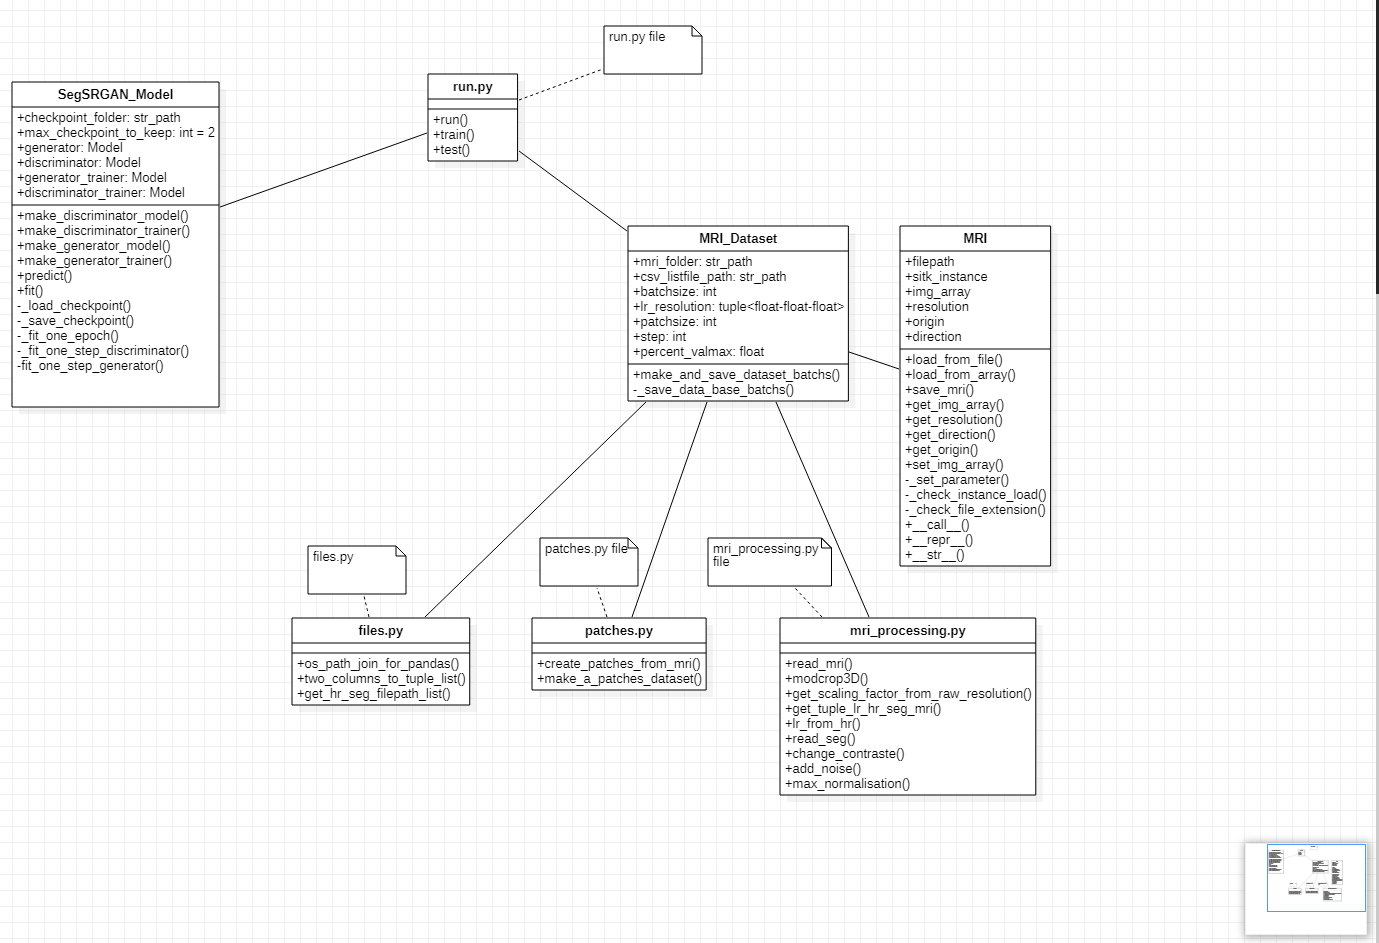 run.py file
SegSRGAN_Model
+checkpoint_folder: str_path
+max_checkpoint_to_keep: int = 2
+generator: Model
+discriminator: Model
+generator_trainer: Model
+discriminator_trainer: Model
+make_discriminator_model()
+make_discriminator_trainer()
+make_generator_model()
+make_generator_trainer()
+predict()
+fit()
-_load_checkpoint()
-_save_checkpoint()
-_fit_one_epoch()
-_fit_one_step_discriminator()
-fit_one_step_generator()
run.py
+run()
+train()
+test()
MRI_Dataset
+mri_folder: str_path
+csv_listfile_path: str_path
+batchsize: int
+lr_resolution: tuple<float-float-float>
+patchsize: int
+step: int
+percent_valmax: float
+make_and_save_dataset_batchs()
-_save_data_base_batchs()
MRI
+filepath
+sitk_instance
+img_array
+resolution
+origin
+direction
+load_from_file()
+load_from_array()
+save_mri()
+get_img_array()
+get_resolution()
+get_direction()
+get_origin()
+set_img_array()
-_set_parameter()
-_check_instance_load()
-_check_file_extension()
+__call__()
+__repr__()
+__str__()
files.py
patches.py file
mri_processing.py
file
files.py
+os_path_join_for_pandas()
+two_columns_to_tuple_list()
+get_hr_seg_filepath_list()
patches.py
+create_patches_from_mri()
+make_a_patches_dataset()
mri_processing.py
+read_mri()
+modcrop3D()
+get_scaling_factor_from_raw_resolution()
+get_tuple_lr_hr_seg_mri()
+lr_from_hr()
+read_seg()
+change_contraste()
+add_noise()
+max_normalisation()